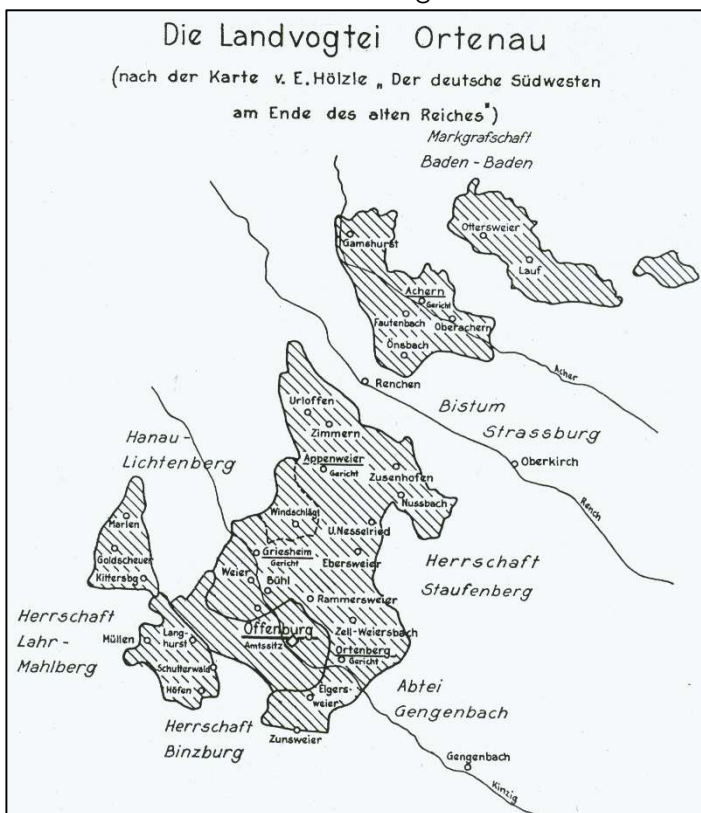 Die Landvogtei Ortenau
(nach der Karte v. E. Hölzle „ Der deutsche Südwesten
am Ende des alten Reiches")
Markgrafschaft
Baden - Baden
Gamshurst
Ottersweier
Lauf
Achern
Gericht
Fautenbach
Oberachern
Önsbach
Acher
Renchen
Urloffen
Zimmern
Bistum
Strassburg
Hanau -
Lichtenberg
Appenweier
Gericht
Zusenhofen
Oberkirch
Nussbach
Rench
Marlen
Windschläg
U. Nesselried
Goldscheuer
Griesheim
Gericht
Ebersweier
Herrschaft
Staufenberg
Kittersbg
Weier
Bühl
Rammersweier
Herrschaft
Lahr -
Mahlberg
Müllen
Lang-
hurst
Offenburg
Amtssitz
Zell-Weiersbach
Ortenberg
Gericht
Schutterwald
Höfen
Elgers-
weier
Abtei
Gengenbach
Herrschaft
Binzburg
Zunsweier
Gengenbach
Kinzig